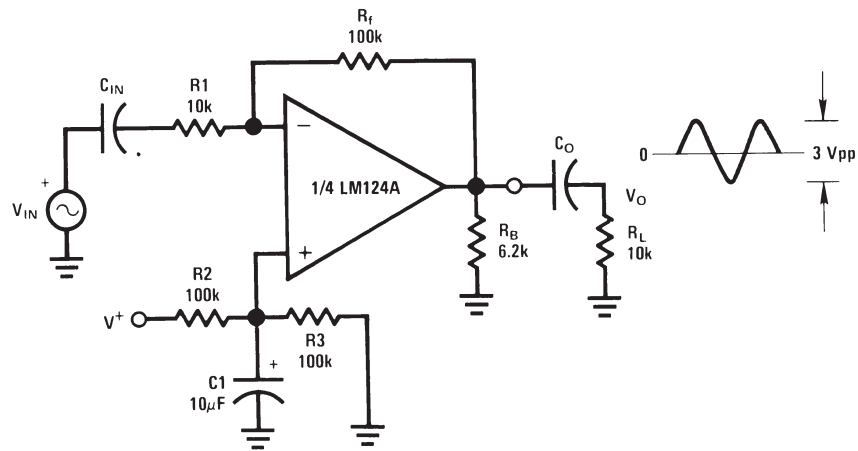 Rf
100k
CIN
R1
10k
−
1/4 LM124A
+
+
VIN
R2
100k
V+
R3
100k
+
C1
10μF
RB
6.2k
CO
VO
RL
10k
0
3 Vpp